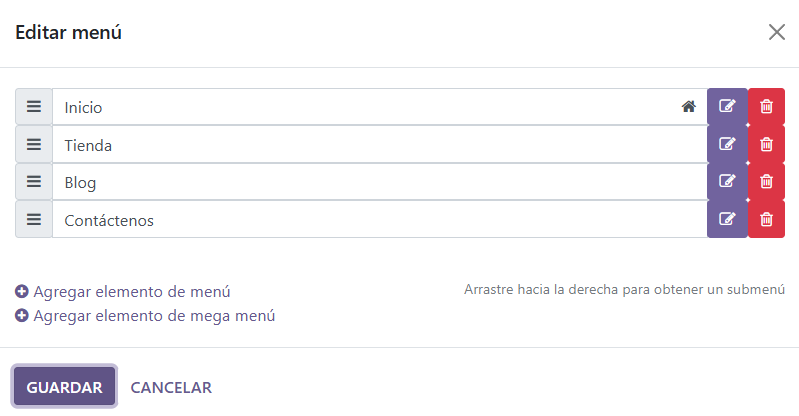 Editar menú
Inicio
Tienda
Blog
Contáctenos
Agregar elemento de menú
Arrastre hacia la derecha para obtener un submenú
Agregar elemento de mega menú
GUARDAR CANCELAR